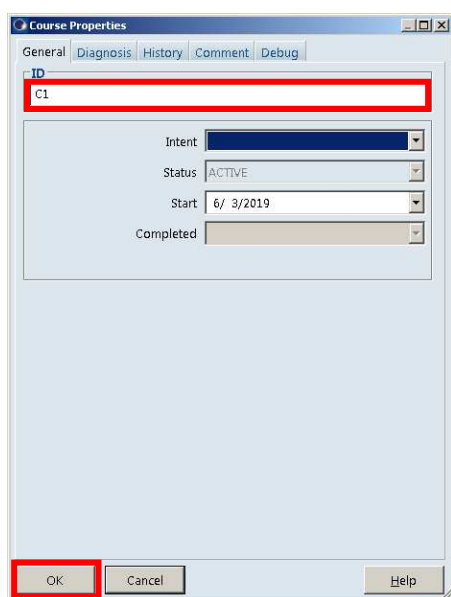 Course Properties
General Diagnosis History Comment Debug
ID
C1
Intent
Status ACTIVE
Start 6/ 3/2019
Completed
OK Cancel Help